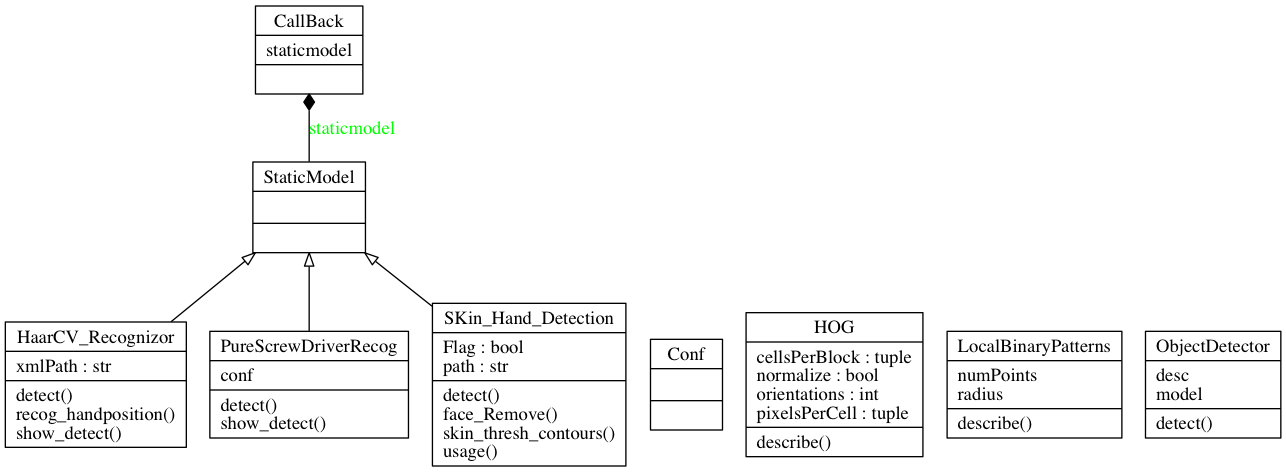 CallBack
staticmodel
staticmodel
StaticModel
HaarCV_Recognizor
xmlPath : str
detect()
recog_handposition()
show_detect()
PureScrewDriverRecog
conf
detect()
show_detect()
SKin_Hand_Detection
Flag : bool
path : str
detect()
face_Remove()
skin_thresh_contours()
usage()
Conf
HOG
cellsPerBlock : tuple
normalize : bool
orientations : int
pixelsPerCell : tuple
describe()
LocalBinaryPatterns
numPoints
radius
describe()
ObjectDetector
desc
model
detect()